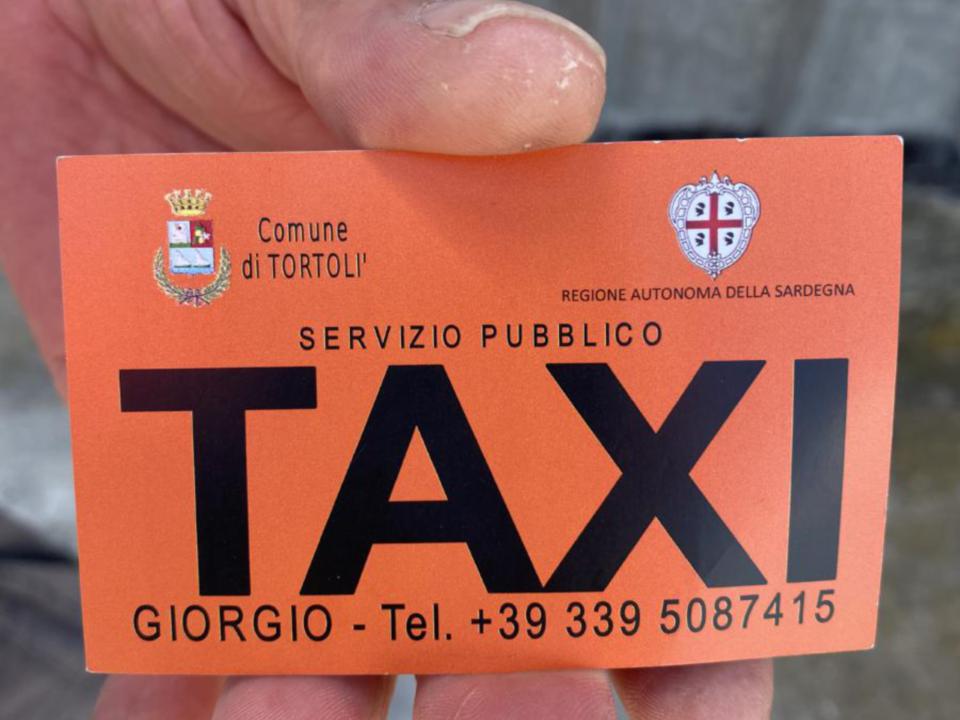 Comune
di TORTOLI'
REGIONE AUTONOMA DELLA SARDEGNA
SERVIZIO PUBBLICO
TAXI
GIORGIO - Tel. +39 339 5087415